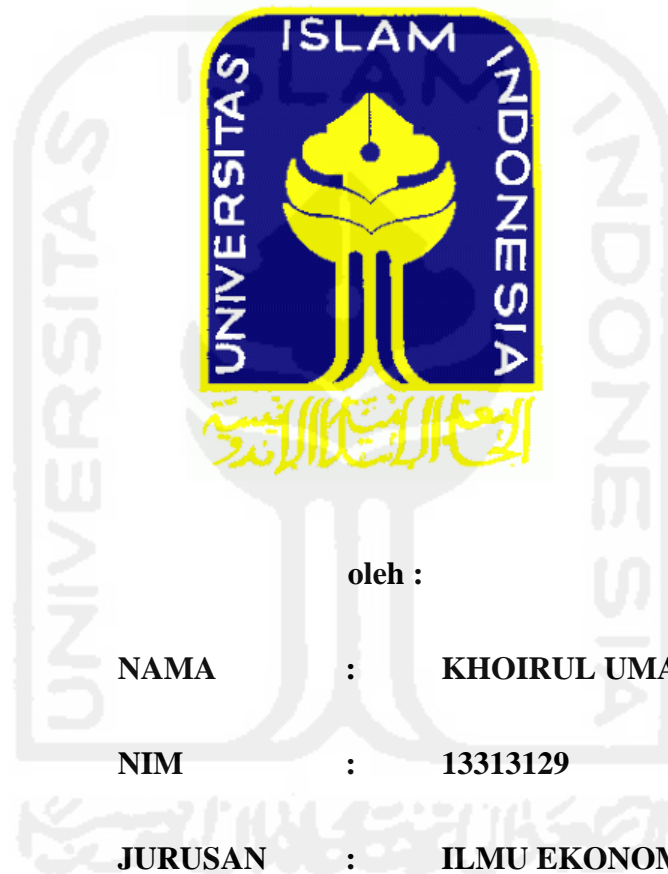 UNIVERSITAS ISLAM INDONESIA
oleh :
NAMA : KHOIRUL UMA
NIM : 13313129
JURUSAN : ILMU EKONOM